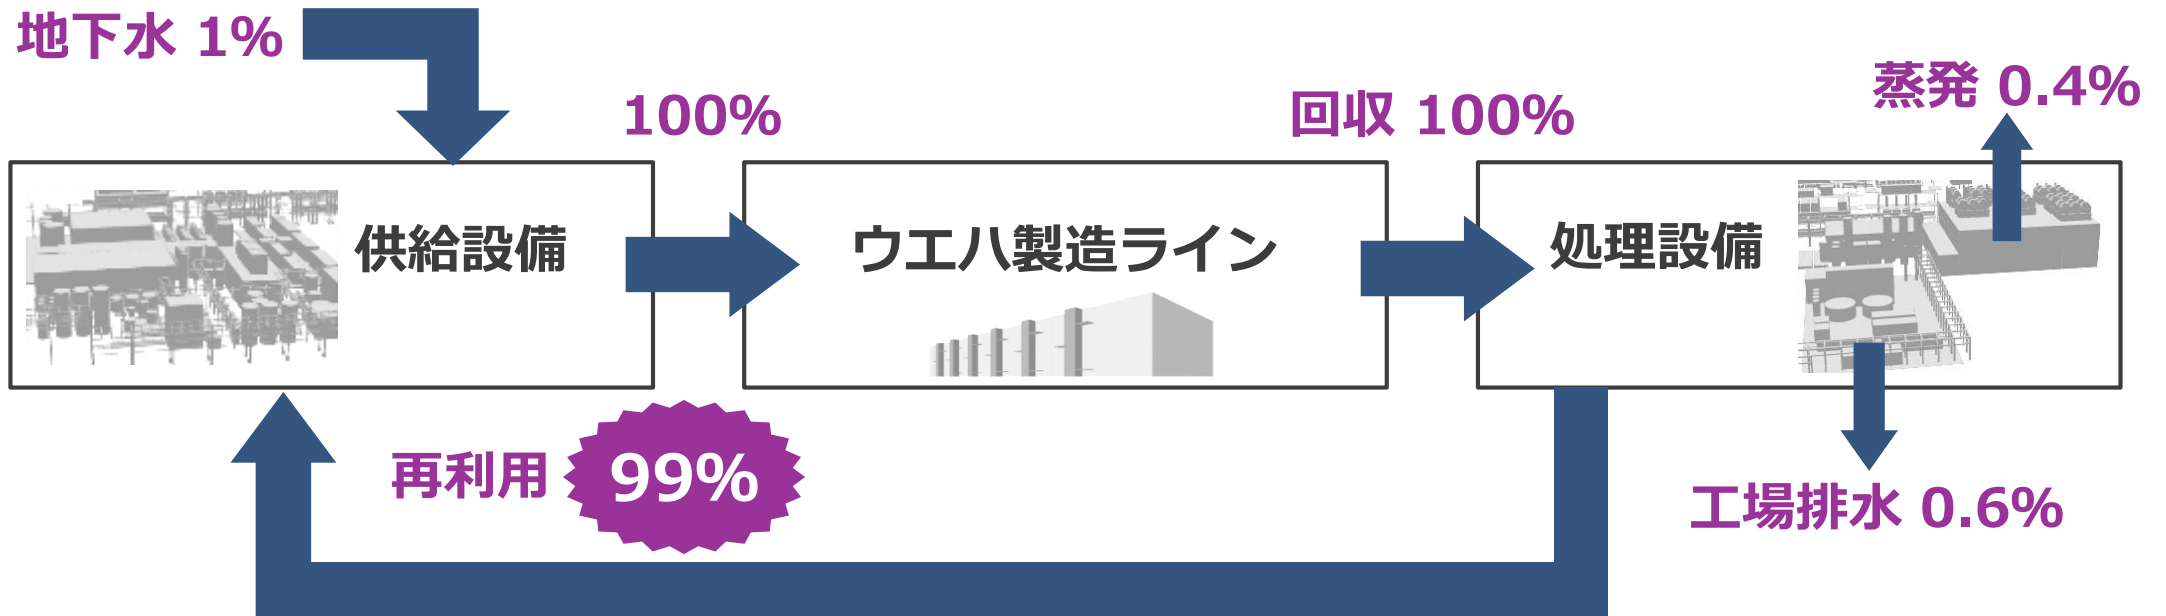 地下水 1%
100%
回収 100%
蒸発 0.4%
供給設備
ウエハ製造ライン
処理設備
再利用 99%
工場排水 0.6%